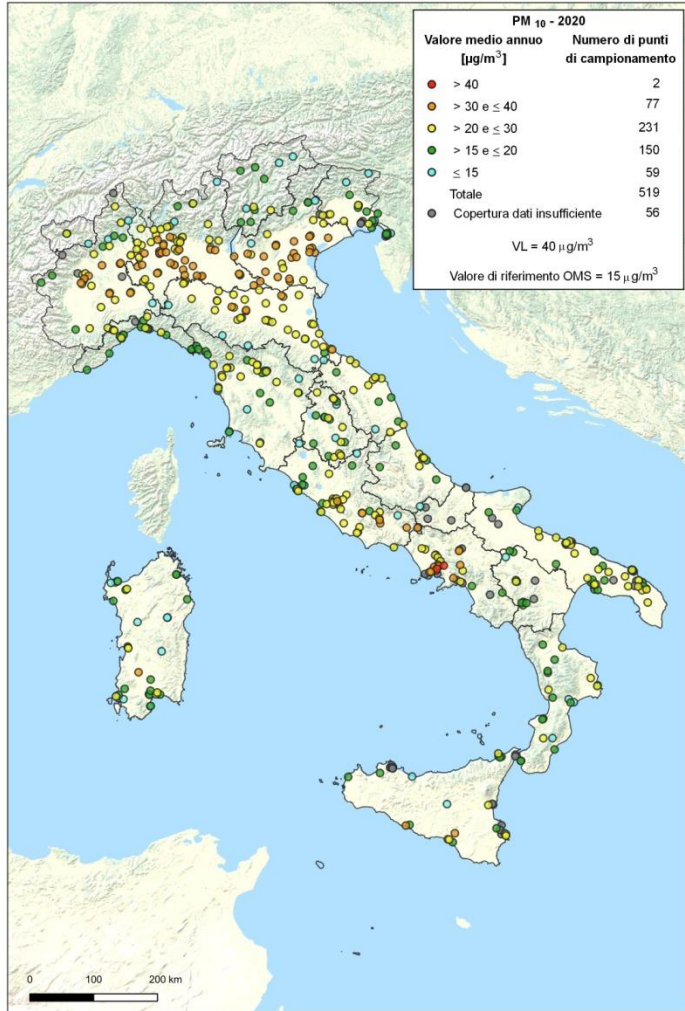 PM 10 - 2020
Valore medio annuo Numero di punti
[µg/m³] di campionamento
> 40 2
> 30 e ≤ 40 77
> 20 e ≤ 30 231
> 15 e ≤ 20 150
≤ 15 59
Totale 519
Copertura dati insufficiente 56
VL = 40 µg/m³
Valore di riferimento OMS = 15 µg/m³
0 100 200 km